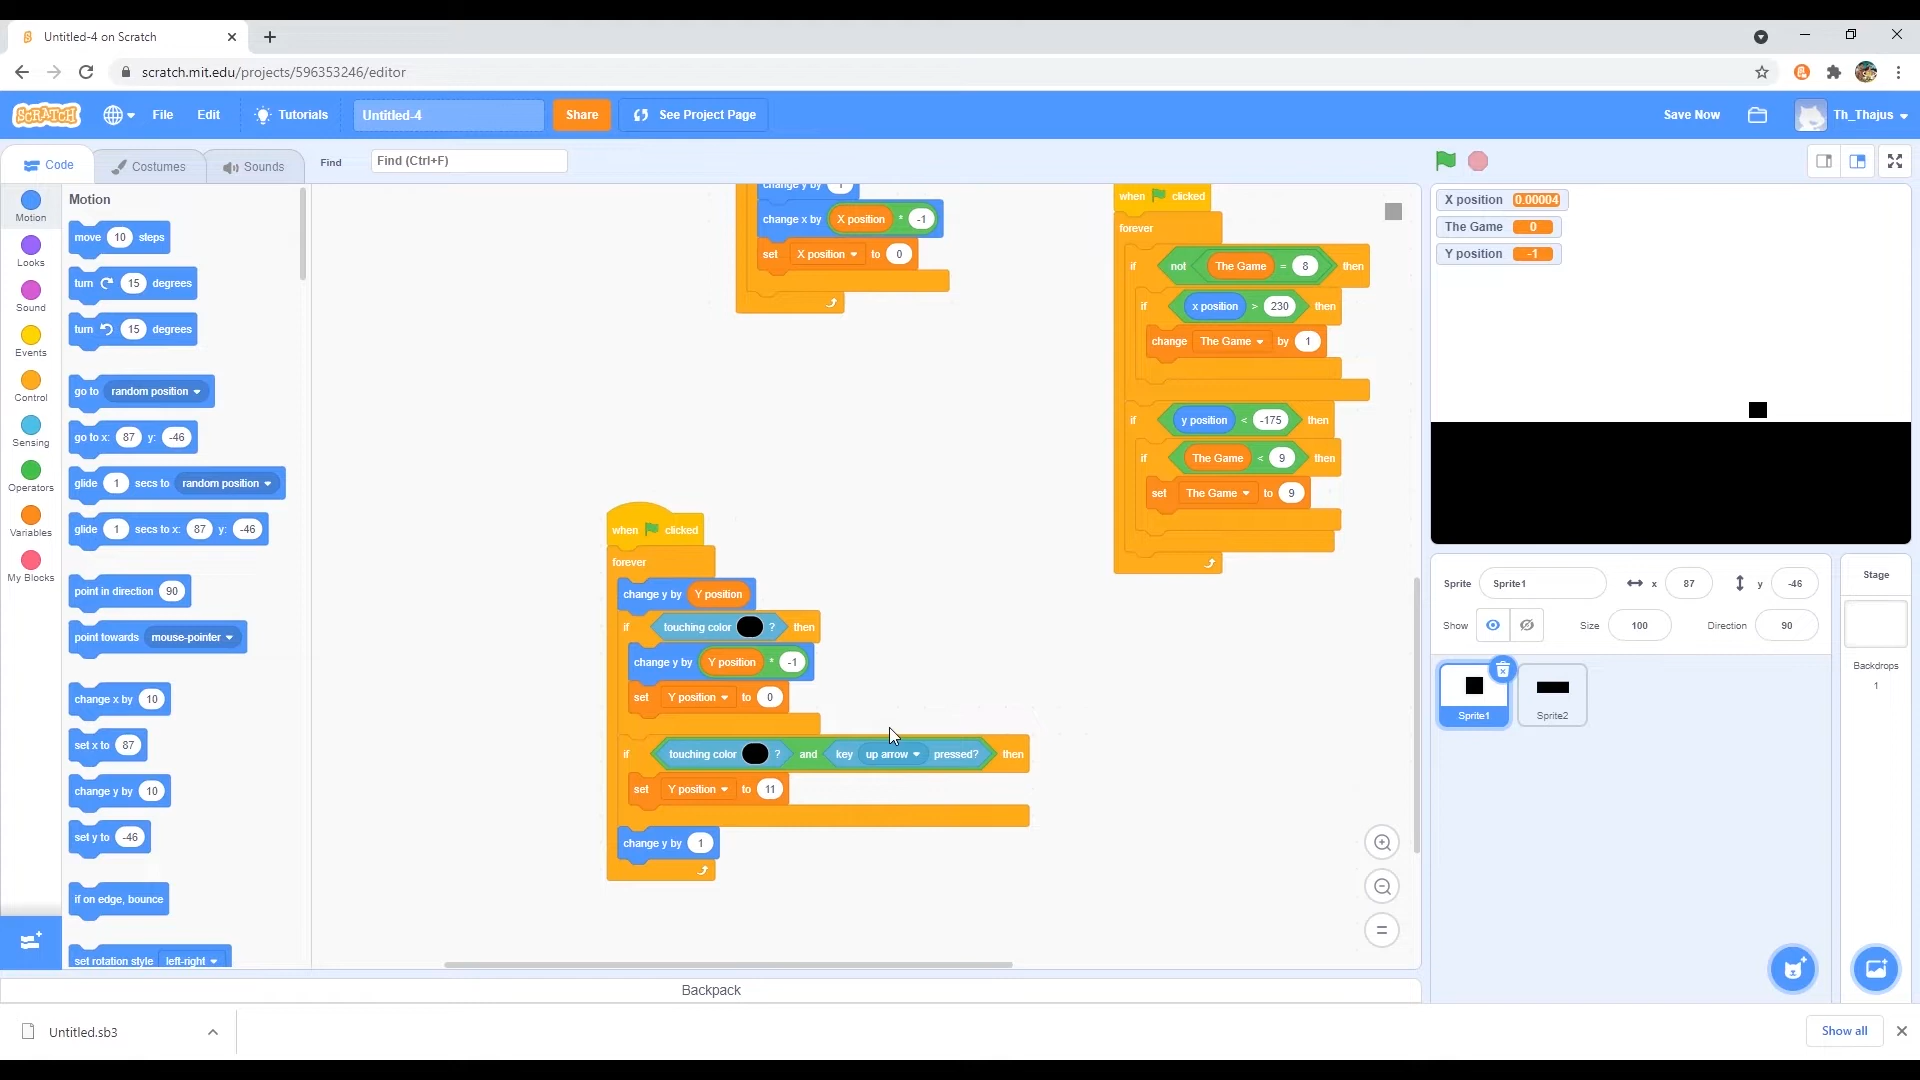 Untitled-4 on Scratch
scratch.mit.edu/projects/596353246/editor
SCRATCH File Edit Tutorials Untitled-4 Share See Project Page Save Now Th_Thajus
Code Costumes Sounds Find Find (Ctrl+F)
Motion
Looks
Sound
Events
Control
Sensing
Operators
Variables
My Blocks
Motion
move 10 steps
turn 15 degrees
turn 15 degrees
go to random position
go to x: 87 y: -46
glide 1 secs to random position
glide 1 secs to x: 87 y: -46
point in direction 90
point towards mouse-pointer
change x by 10
set x to 87
change y by 10
set y to -46
if on edge, bounce
set rotation style left-right
change y by 1
change x by X position * -1
set X position to 0
when clicked
forever
change y by Y position
if touching color ? then
change y by Y position * -1
set Y position to 0
if touching color ? and key up arrow pressed? then
set Y position to 11
change y by 1
when clicked
forever
if not The Game = 8 then
if x position > 230 then
change The Game by 1
if y position < -175 then
if The Game < 9 then
set The Game to 9
X position 0.00004
The Game 0
Y position -1
Sprite Sprite1 x 87 y -46
Show Size 100 Direction 90
Sprite1
Sprite2
Stage
Backdrops
1
Backpack
Untitled.sb3
Show all